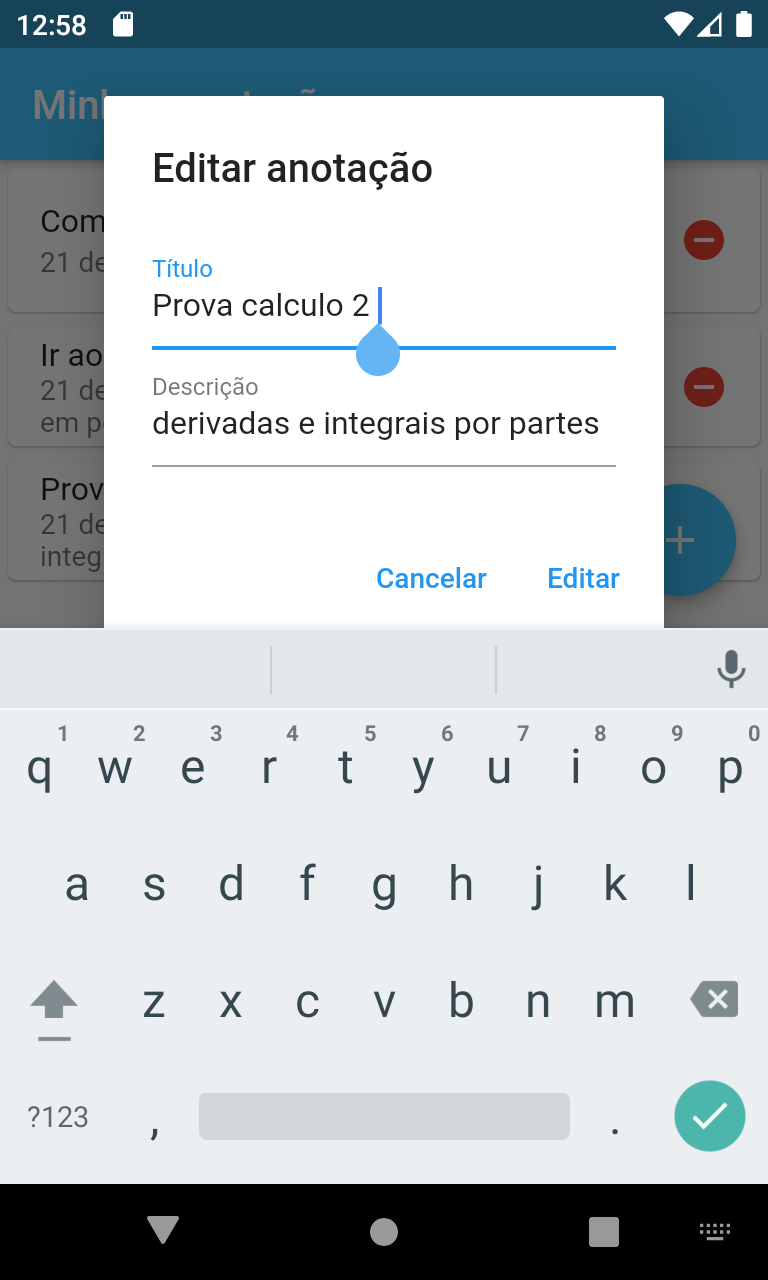 12:58
Editar anotação
Com
21 de
Título
Prova calculo 2
Ir ao
21 de
em p
Descrição
derivadas e integrais por partes
Prov
21 de
integ
Cancelar Editar
1 2 3 4 5 6 7 8 9 0
q w e r t y u i o p
a s d f g h j k l
z x c v b n m
?123 , .